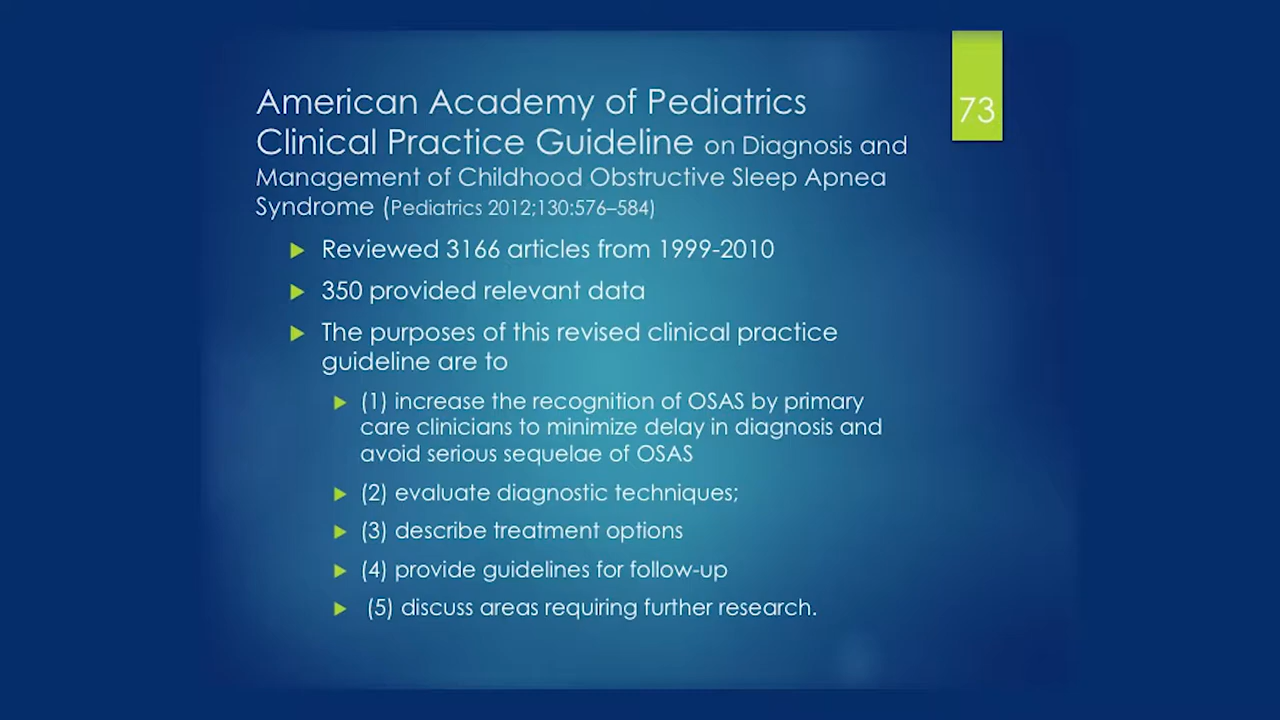 American Academy of Pediatrics
73
Clinical Practice Guideline on Diagnosis and
Management of Childhood Obstructive Sleep Apnea
Syndrome (Pediatrics 2012;130:576–584)
Reviewed 3166 articles from 1999-2010
350 provided relevant data
The purposes of this revised clinical practice
guideline are to
(1) increase the recognition of OSAS by primary
care clinicians to minimize delay in diagnosis and
avoid serious sequelae of OSAS
(2) evaluate diagnostic techniques;
(3) describe treatment options
(4) provide guidelines for follow-up
(5) discuss areas requiring further research.